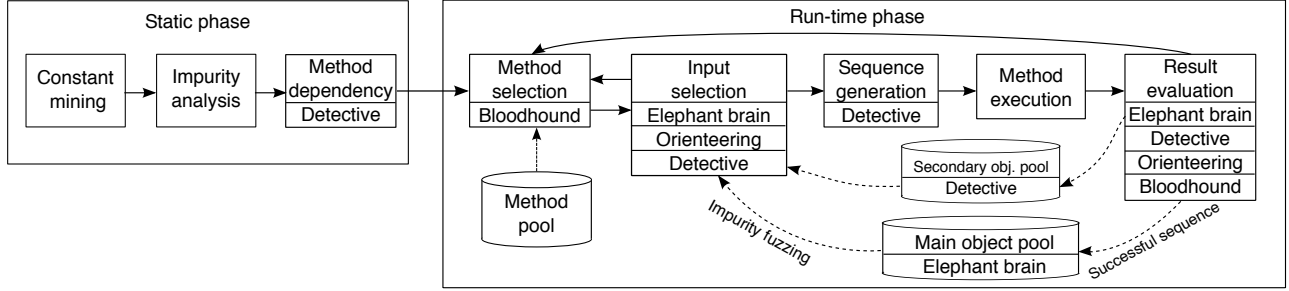 Static phase
Constant
mining
Impurity
analysis
Method
dependency
Detective
Run-time phase
Method
selection
Bloodhound
Method
pool
Input
selection
Elephant brain
Orienteering
Detective
Sequence
generation
Detective
Method
execution
Result
evaluation
Elephant brain
Detective
Orienteering
Bloodhound
Secondary obj. pool
Detective
Impurity fuzzing
Main object pool
Elephant brain
Successful sequence